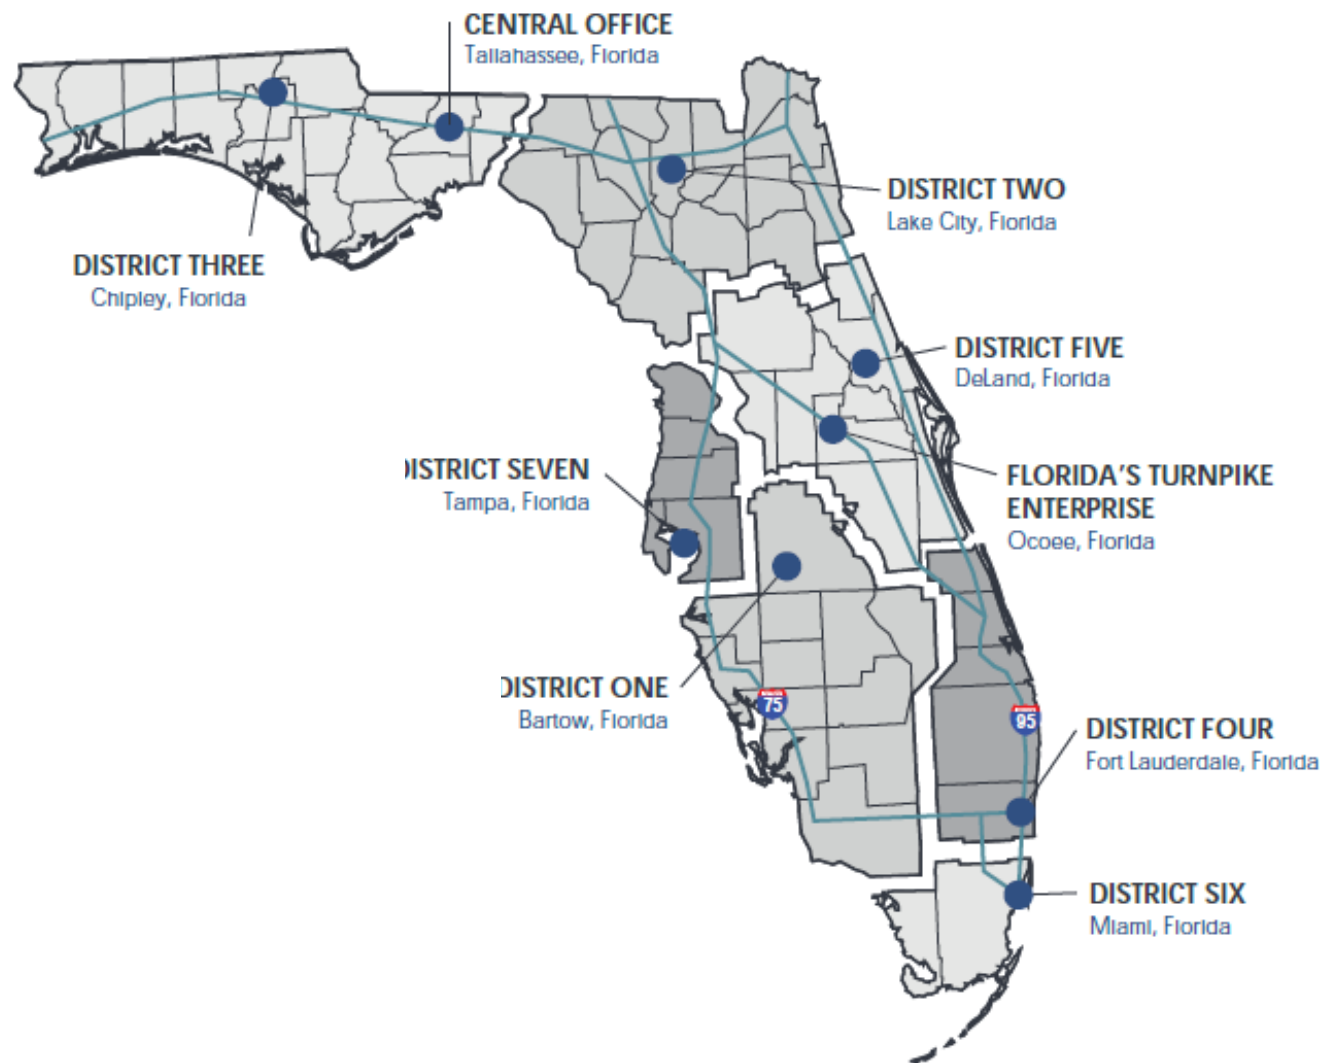 CENTRAL OFFICE
Tallahassee, Florida
DISTRICT TWO
Lake City, Florida
DISTRICT THREE
Chipley, Florida
DISTRICT FIVE
DeLand, Florida
DISTRICT SEVEN
Tampa, Florida
FLORIDA'S TURNPIKE
ENTERPRISE
Ocoee, Florida
DISTRICT ONE
Bartow, Florida
75
95
DISTRICT FOUR
Fort Lauderdale, Florida
DISTRICT SIX
Miami, Florida